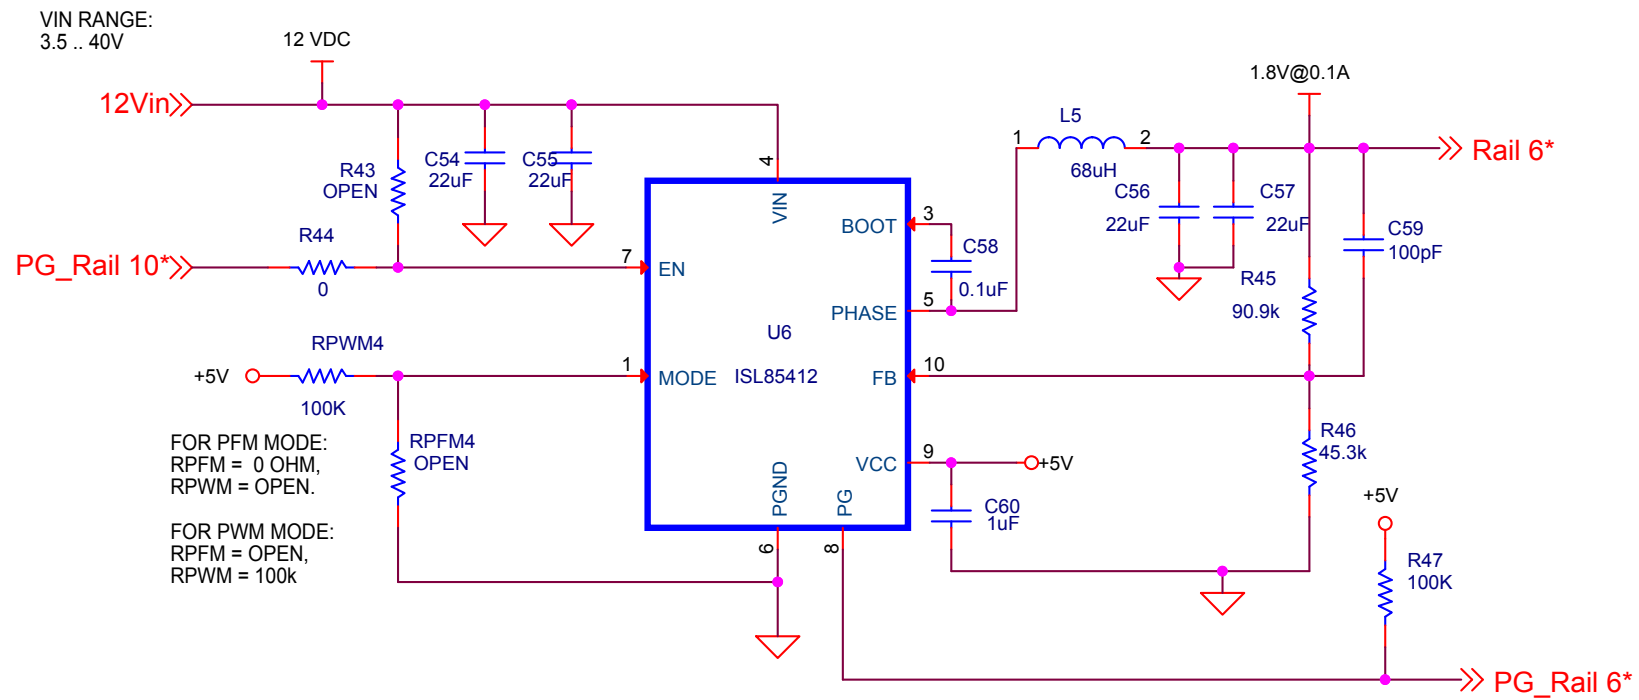 VIN RANGE:
3.5 .. 40V
12 VDC
12Vin
1.8V@0.1A
L5
1
2
68uH
Rail 6*
R43
OPEN
C54
22uF
C55
22uF
4
VIN
BOOT
3
C58
0.1uF
C56
22uF
C57
22uF
C59
100pF
R44
0
PG_Rail 10*
7
EN
PHASE
5
R45
90.9k
U6
ISL85412
RPWM4
+5V
100K
1
MODE
FB
10
FOR PFM MODE:
RPFM = 0 OHM,
RPWM = OPEN.
RPFM4
OPEN
R46
45.3k
VCC
9
+5V
PGND
PG
C60
1uF
+5V
FOR PWM MODE:
RPFM = OPEN,
RPWM = 100k
6
8
R47
100K
PG_Rail 6*